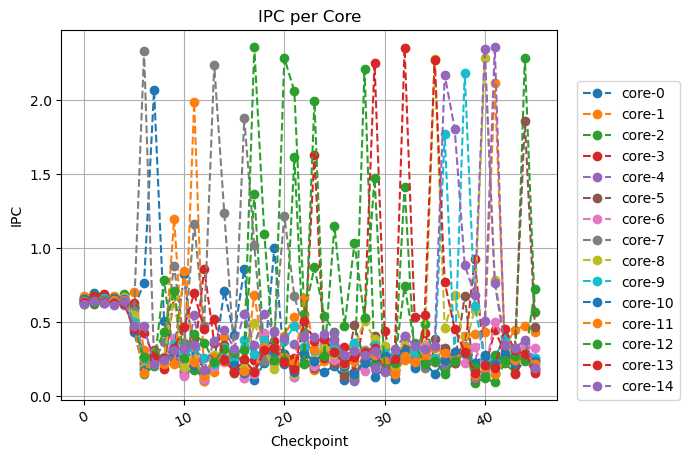 IPC per Core
IPC
2.0
1.5
1.0
0.5
0.0
0
10
20
30
40
Checkpoint
core-0
core-1
core-2
core-3
core-4
core-5
core-6
core-7
core-8
core-9
core-10
core-11
core-12
core-13
core-14